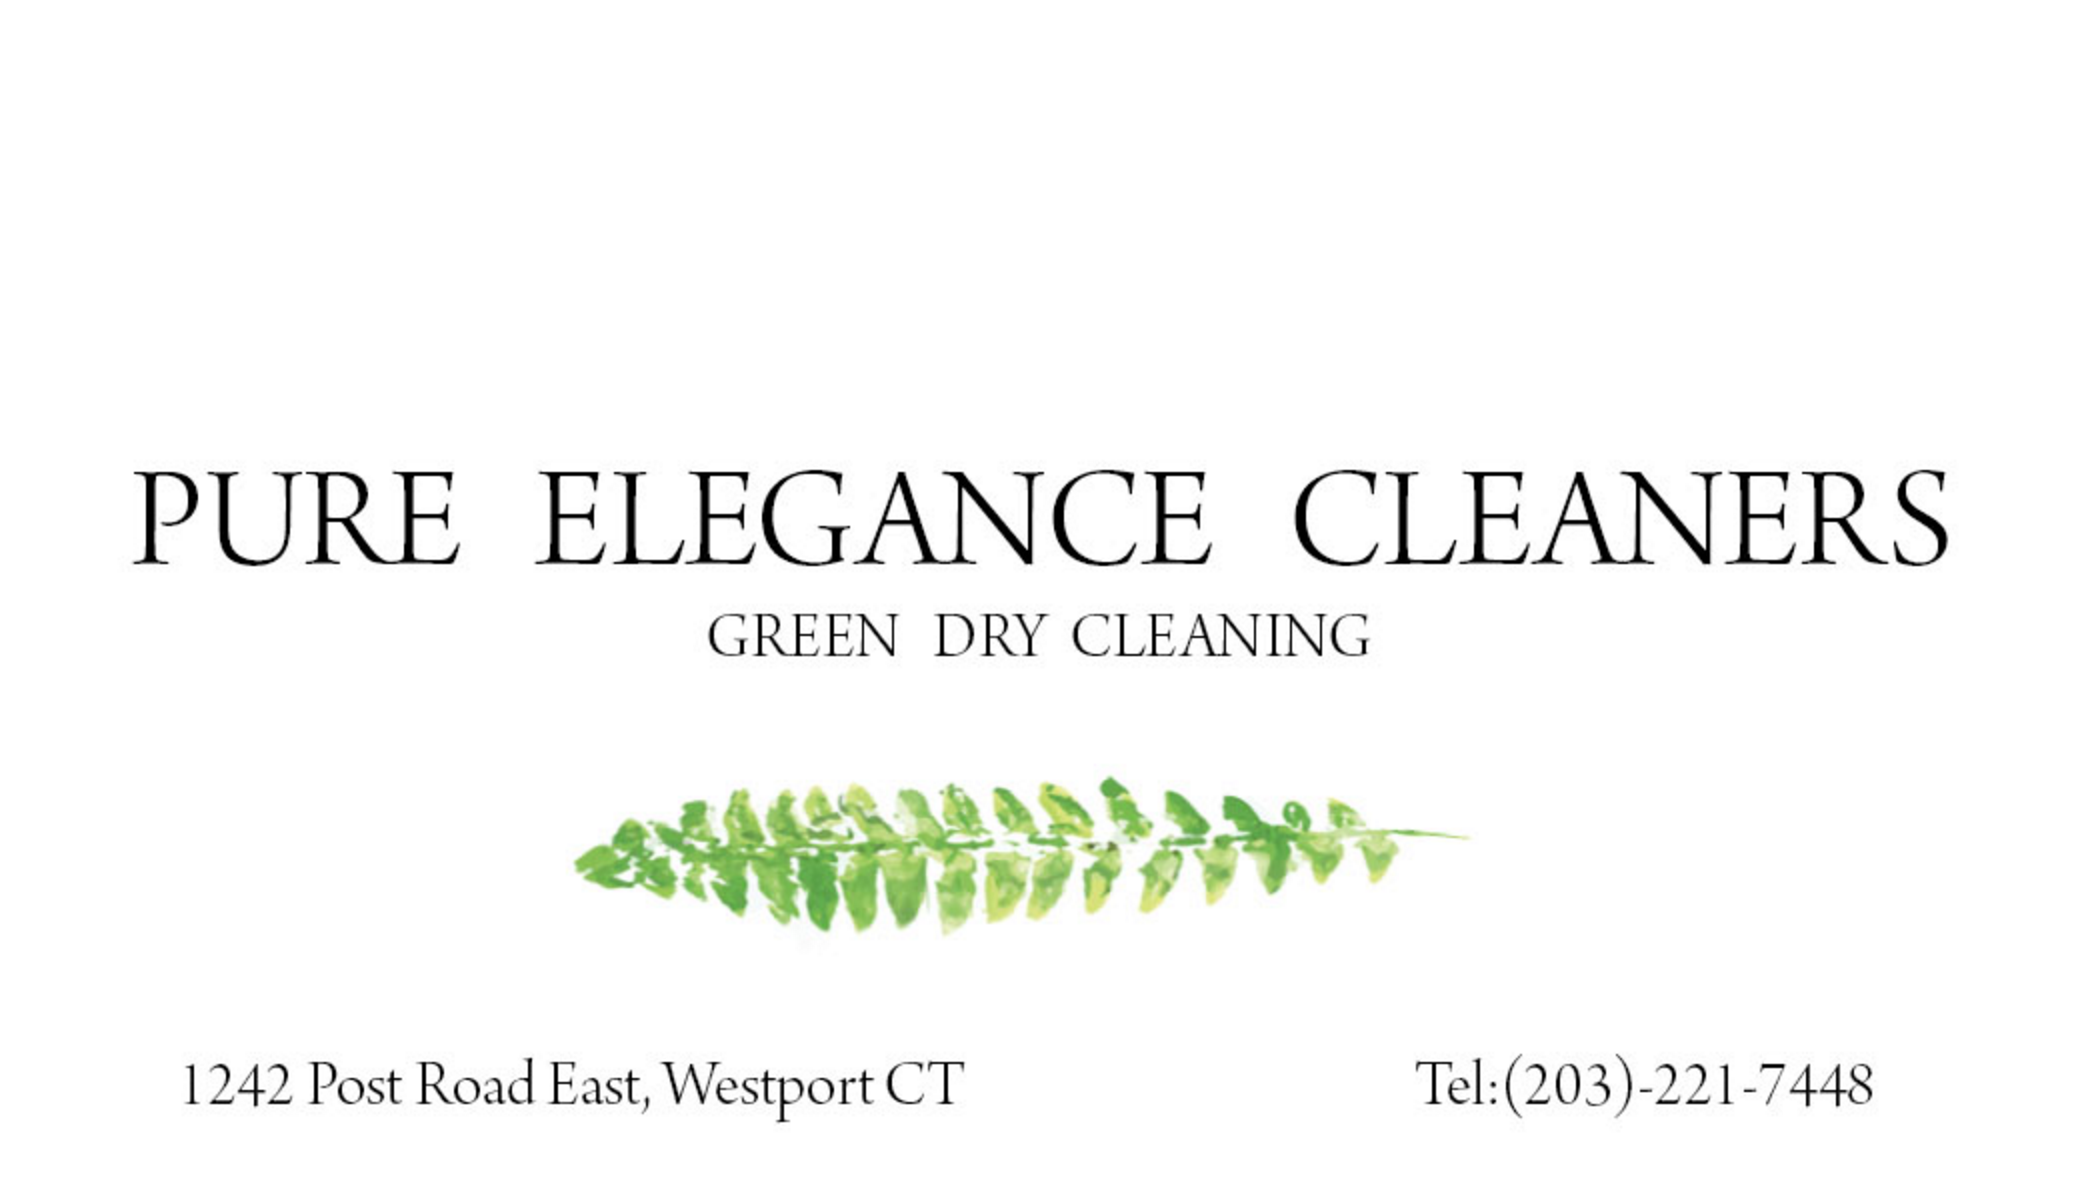 PURE ELEGANCE CLEANERS
GREEN DRY CLEANING
1242 Post Road East, Westport CT
Tel:(203)-221-7448